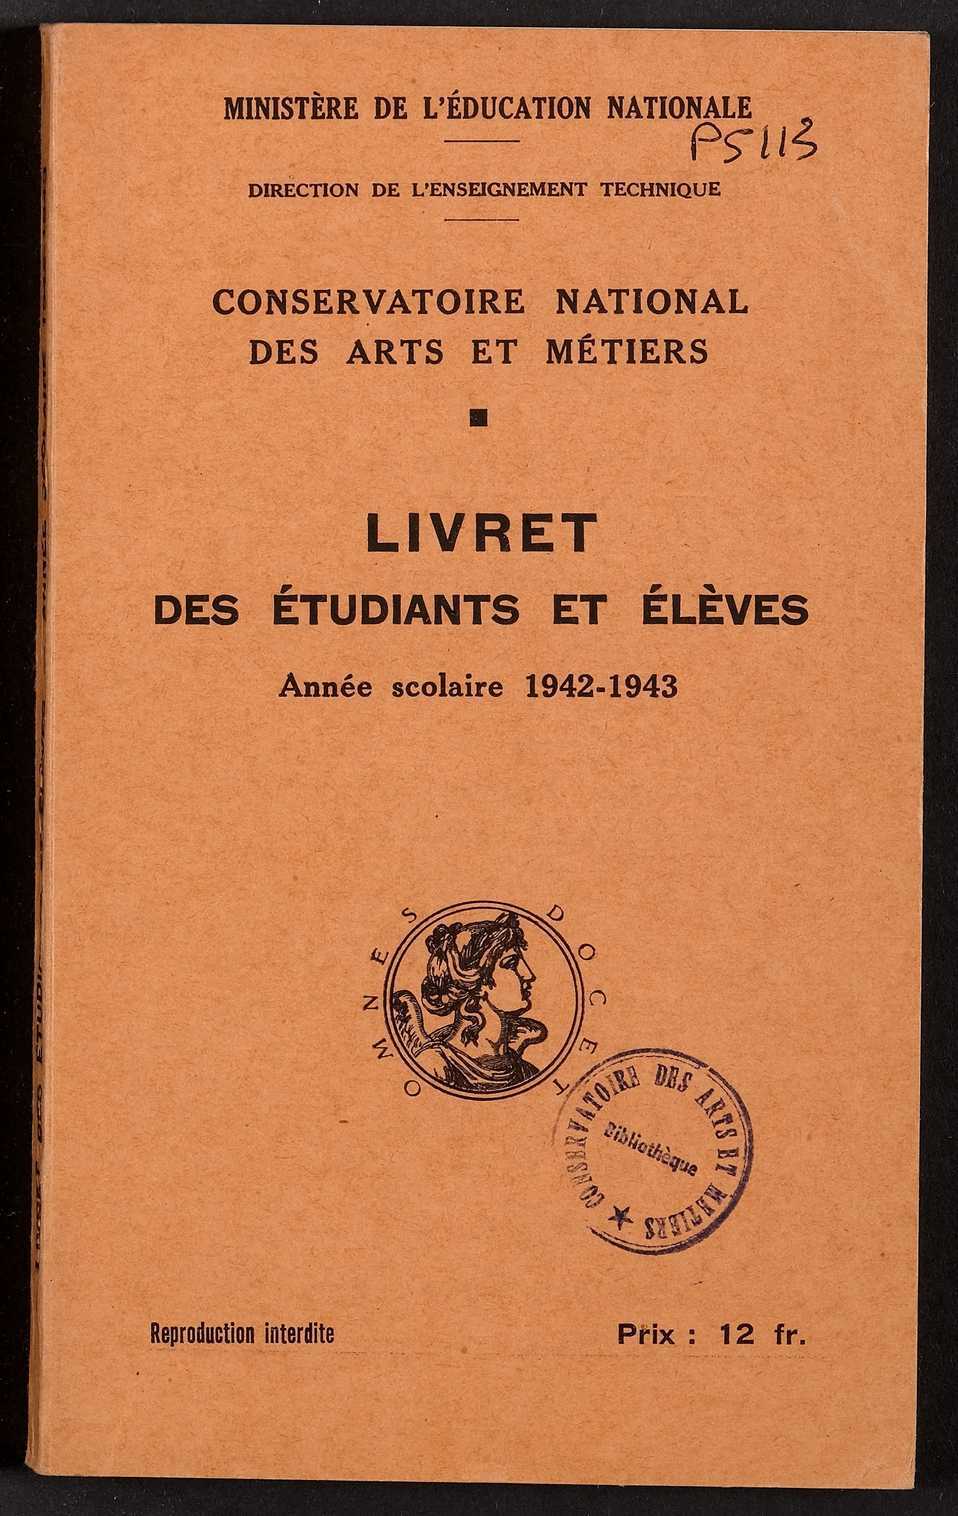 MINISTÈRE DE L'ÉDUCATION NATIONALE
P5113
DIRECTION DE L'ENSEIGNEMENT TECHNIQUE
CONSERVATOIRE NATIONAL
DES ARTS ET MÉTIERS
LIVRET
DES ÉTUDIANTS ET ÉLÈVES
Année scolaire 1942-1943
OMNES DOCET
CONSERVATOIRE DES ARTS ET MÉTIERS
Bibliothèque
Reproduction interdite
Prix : 12 fr.